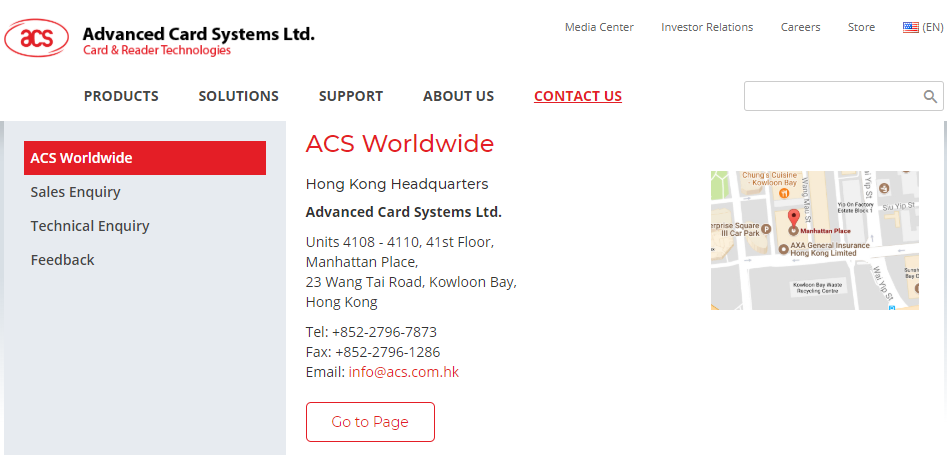 acs
Advanced Card Systems Ltd.
Card & Reader Technologies
Media Center
Investor Relations
Careers
Store
(EN)
PRODUCTS
SOLUTIONS
SUPPORT
ABOUT US
CONTACT US
ACS Worldwide
Sales Enquiry
Technical Enquiry
Feedback
ACS Worldwide
Hong Kong Headquarters
Advanced Card Systems Ltd.
Units 4108 - 4110, 41st Floor,
Manhattan Place,
23 Wang Tai Road, Kowloon Bay,
Hong Kong
Tel: +852-2796-7873
Fax: +852-2796-1286
Email: info@acs.com.hk
Go to Page
Chung's Cuisine -
Kowloon Bay
Wang Mau St
Yip St
Yip On Factory
Estate Block 1
Siu Yip St
erprise Square
III Car Park
Manhattan Place
AXA General Insurance
Hong Kong Limited
Wai Yip St
Kowloon Bay Waste
Recycling Centre